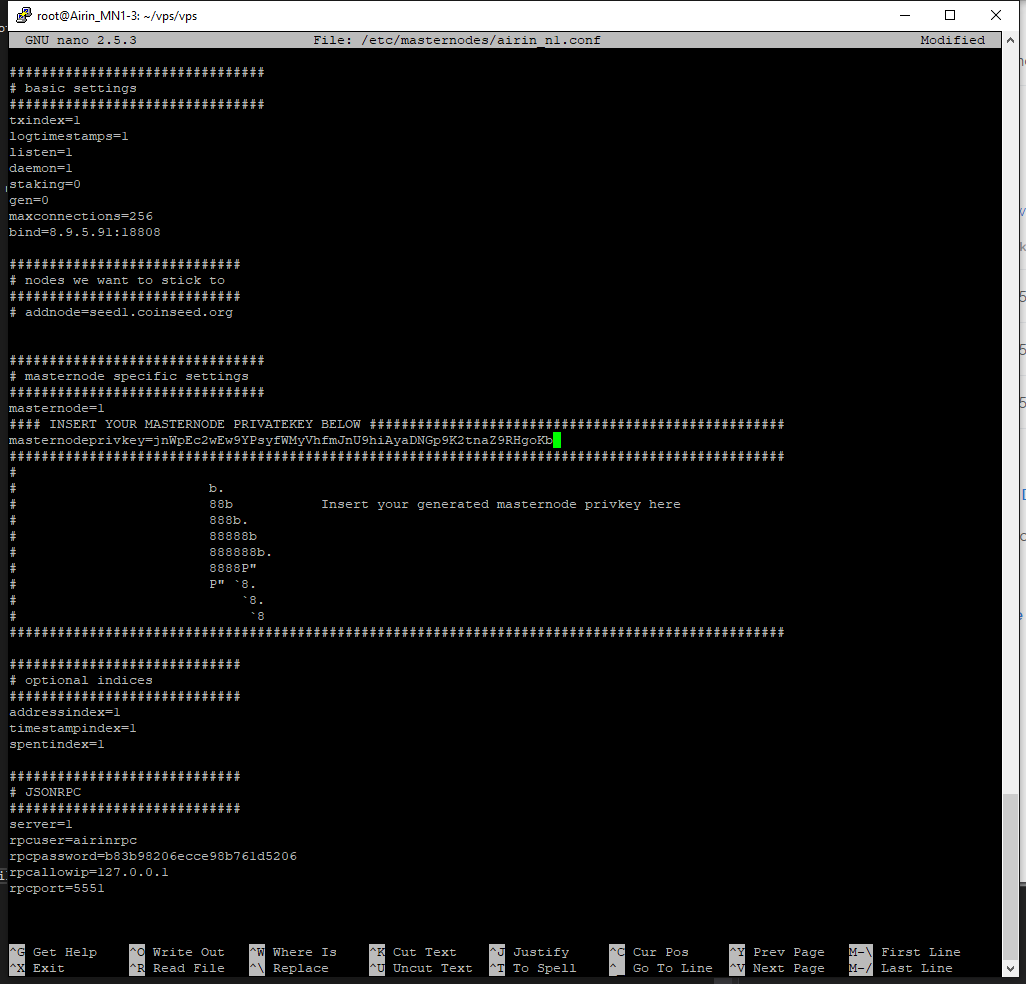 root@Airin_MN1-3: ~/vps/vps
GNU nano 2.5.3 File: /etc/masternodes/airin_n1.conf Modified
################################
# basic settings
################################
txindex=1
logtimestamps=1
listen=1
daemon=1
staking=0
gen=0
maxconnections=256
bind=8.9.5.91:18808
#############################
# nodes we want to stick to
#############################
# addnode=seed1.coinseed.org
################################
# masternode specific settings
################################
masternode=1
#### INSERT YOUR MASTERNODE PRIVATEKEY BELOW ####################################################
masternodeprivkey=jnWpEc2wEw9YPsyfWMyVhfmJnU9hiAyaDNGp9K2tnaZ9RHgoKb
#################################################################################################
#
# b.
# 88b Insert your generated masternode privkey here
# 888b.
# 88888b
# 888888b.
# 8888P"
# P" `8.
# `8.
# `8
#################################################################################################
#############################
# optional indices
#############################
addressindex=1
timestampindex=1
spentindex=1
#############################
# JSONRPC
#############################
server=1
rpcuser=airinrpc
rpcpassword=b83b98206ecce98b761d5206
rpcallowip=127.0.0.1
rpcport=5551
^G Get Help ^O Write Out ^W Where Is ^K Cut Text ^J Justify ^C Cur Pos ^Y Prev Page M-\ First Line
^X Exit ^R Read File ^\ Replace ^U Uncut Text ^T To Spell ^_ Go To Line ^V Next Page M-/ Last Line